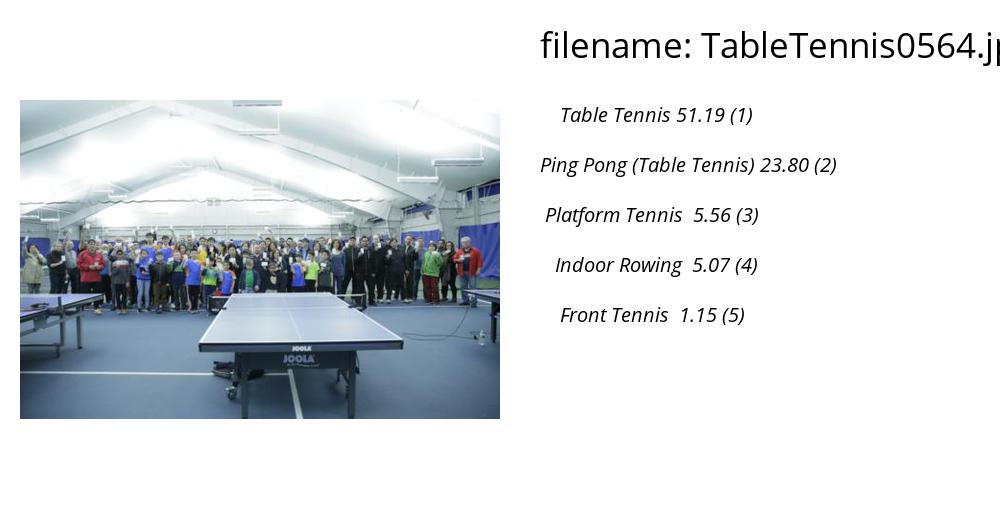 filename: TableTennis0564.jp
Table Tennis 51.19 (1)
Ping Pong (Table Tennis) 23.80 (2)
Platform Tennis 5.56 (3)
Indoor Rowing 5.07 (4)
Front Tennis 1.15 (5)
JOOLA
JOOLA